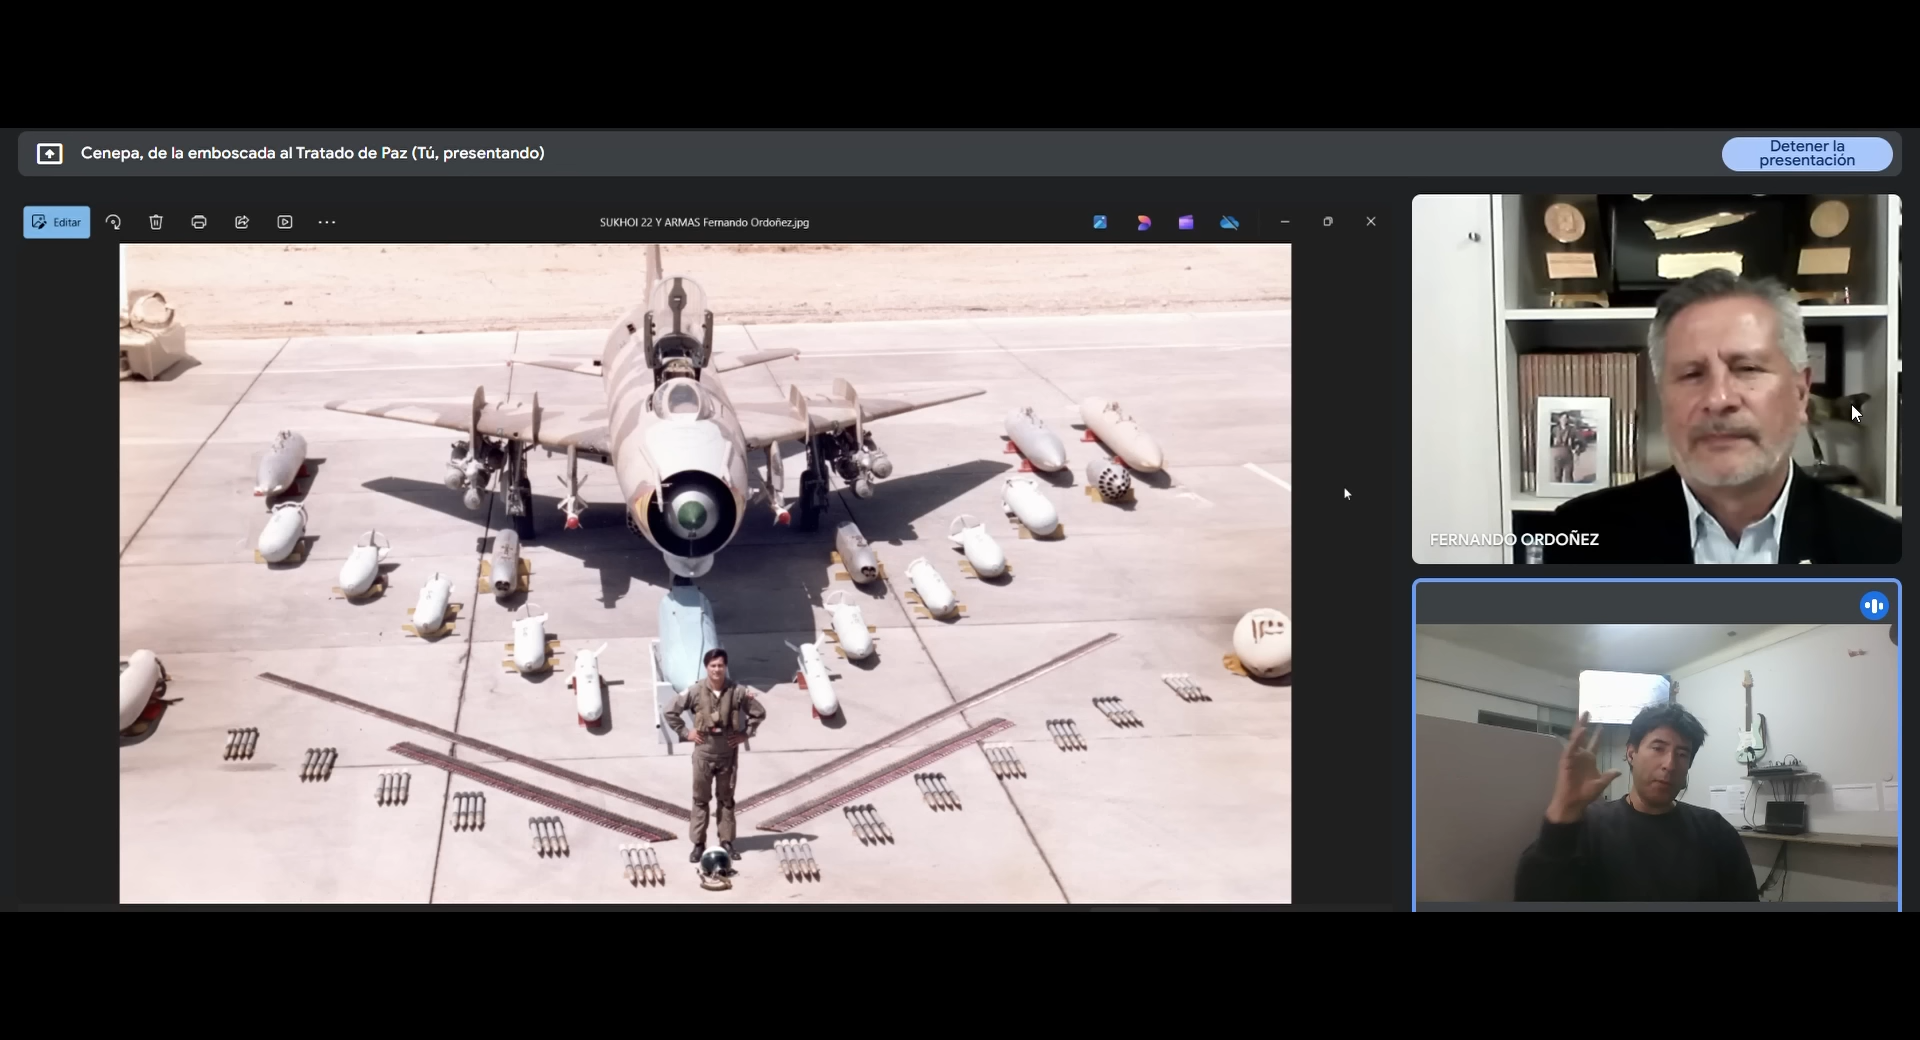 Cenepa, de la emboscada al Tratado de Paz (Tú, presentando)
Detener la
presentación
Editar
SUKHOI 22 Y ARMAS Fernando Ordoñez.jpg
FERNANDO ORDOÑEZ